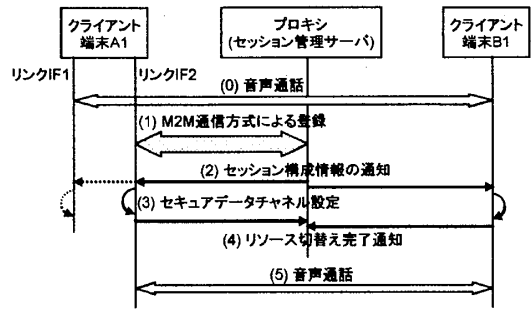 クライアント
端末A1
プロキシ
(セッション管理サーバ)
クライアント
端末B1
リンクIF1
リンクIF2
(0) 音声通話
(1) M2M通信方式による登録
(2) セッション構成情報の通知
(3) セキュアデータチャネル設定
(4) リソース切替え完了通知
(5) 音声通話